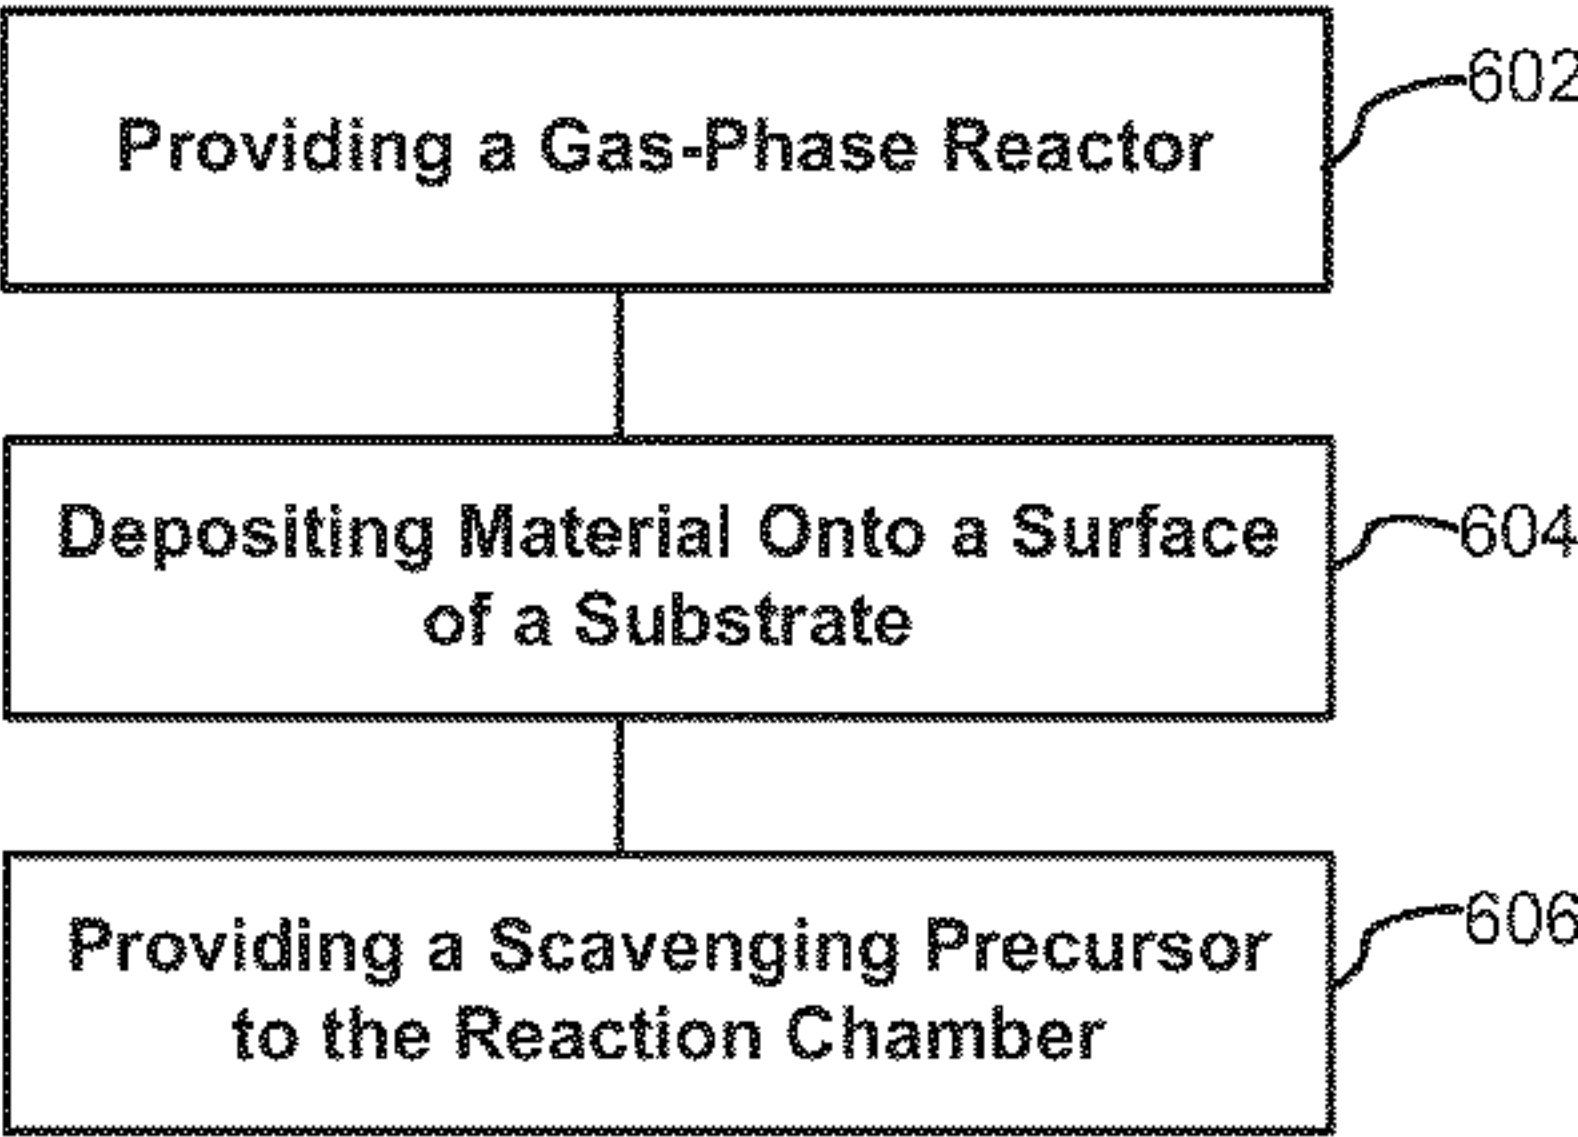 Providing a Gas-Phase Reactor
602
Depositing Material Onto a Surface
of a Substrate
604
Providing a Scavenging Precursor
to the Reaction Chamber
606